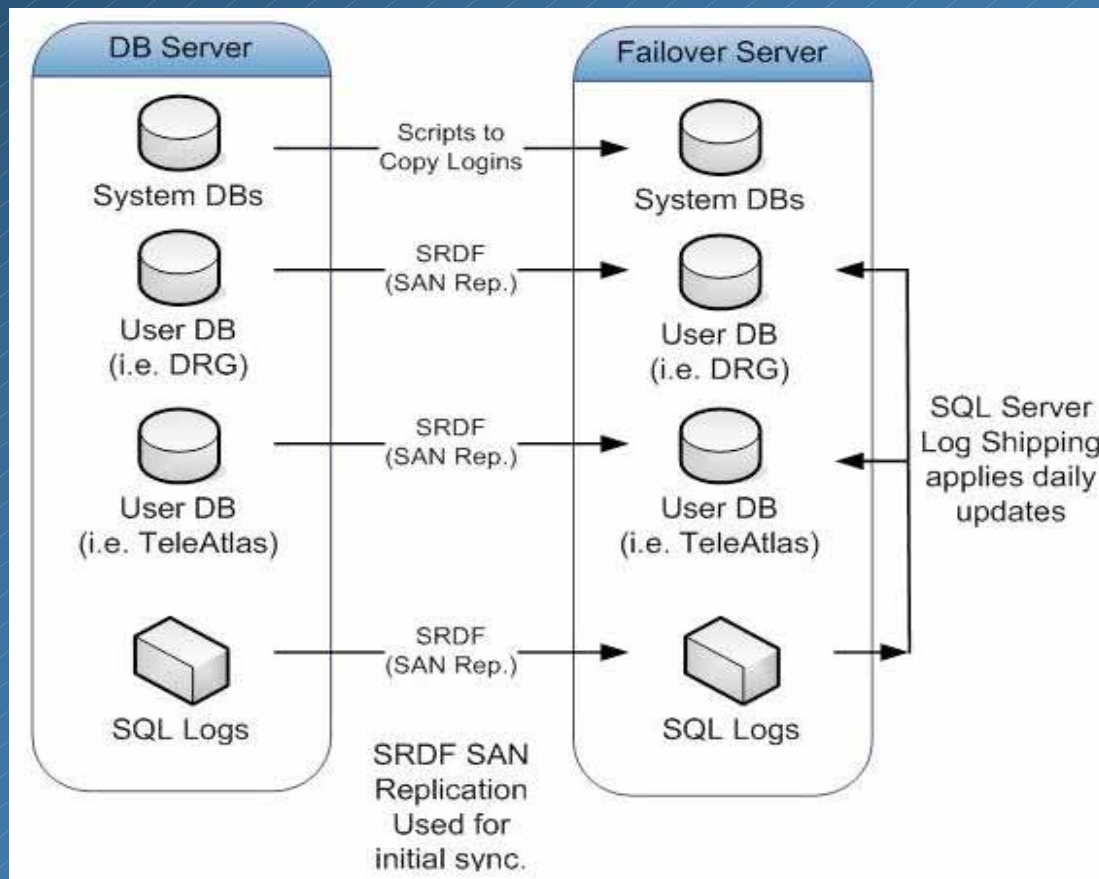 DB Server
Failover Server
System DBs
Scripts to
Copy Logins
System DBs
User DB
(i.e. DRG)
SRDF
(SAN Rep.)
User DB
(i.e. DRG)
User DB
(i.e. TeleAtlas)
SRDF
(SAN Rep.)
User DB
(i.e. TeleAtlas)
SQL Server
Log Shipping
applies daily
updates
SQL Logs
SRDF
(SAN Rep.)
SQL Logs
SRDF SAN
Replication
Used for
initial sync.